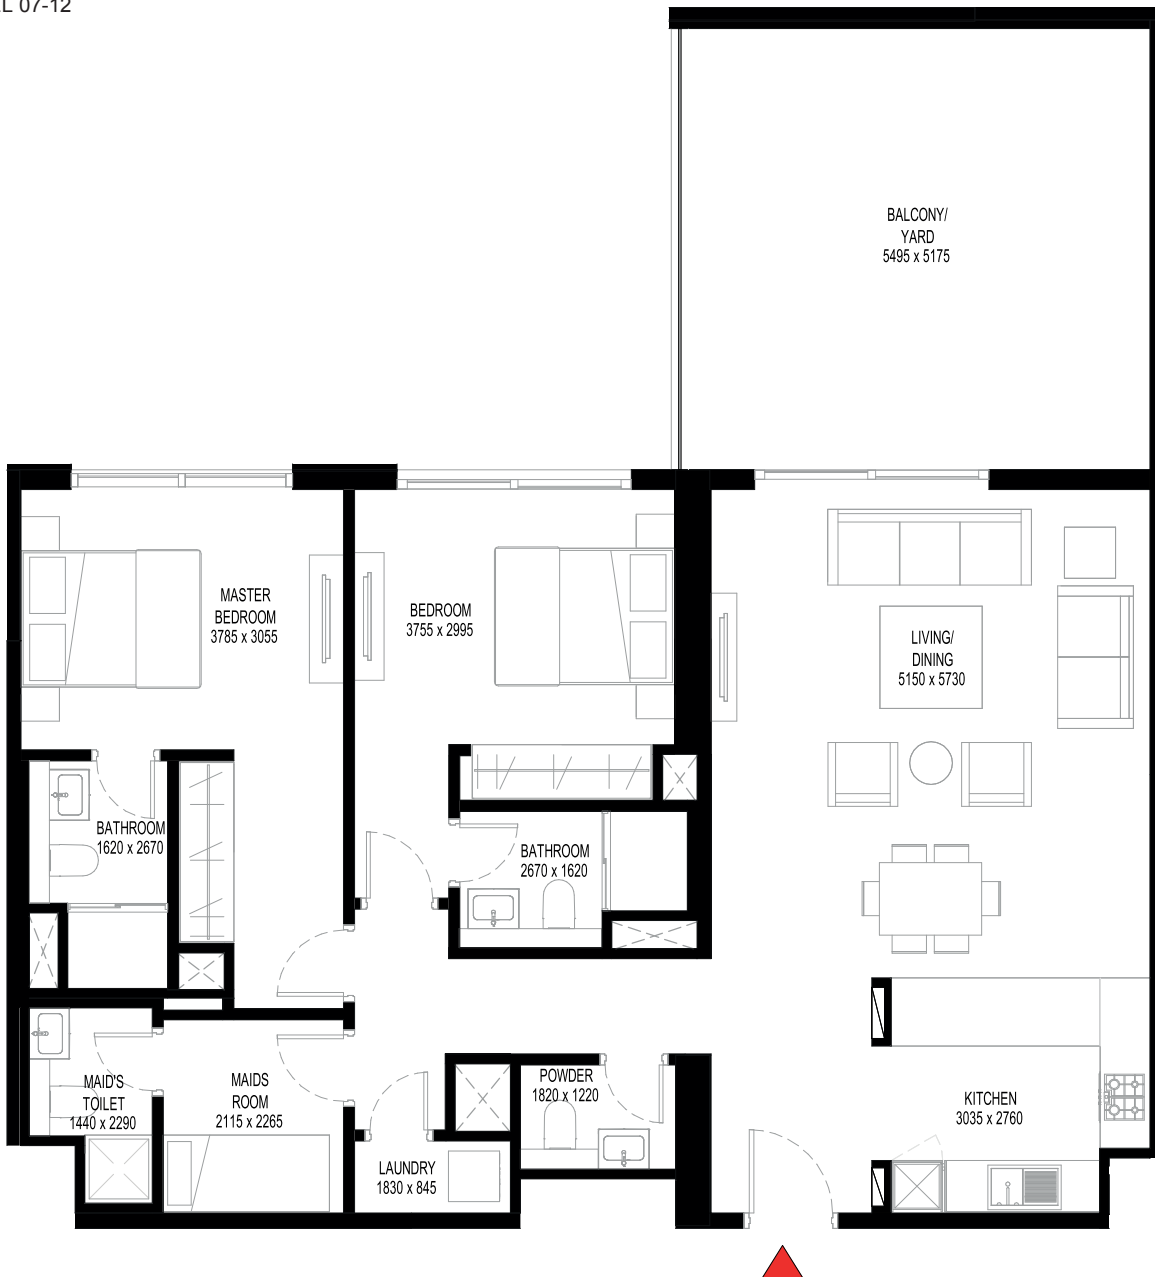 L 07-12
BALCONY/
YARD
5495 x 5175
MASTER
BEDROOM
3785 x 3055
BEDROOM
3755 x 2995
LIVING/
DINING
5150 x 5730
BATHROOM
1620 x 2670
BATHROOM
2670 x 1620
MAID'S
TOILET
1440 x 2290
MAIDS
ROOM
2115 x 2265
POWDER
1820 x 1220
KITCHEN
3035 x 2760
LAUNDRY
1830 x 845